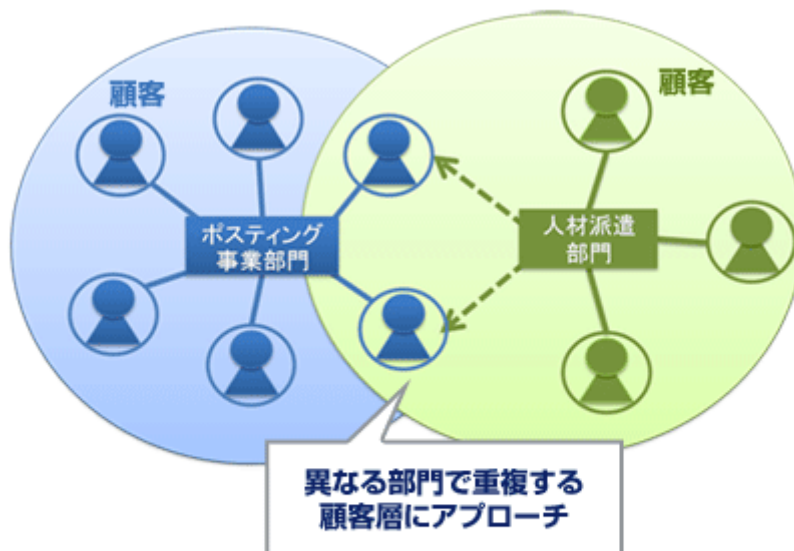 顧客
顧客
ポスティング
事業部門
人材派遣
部門
異なる部門で重複する
顧客層にアプローチ